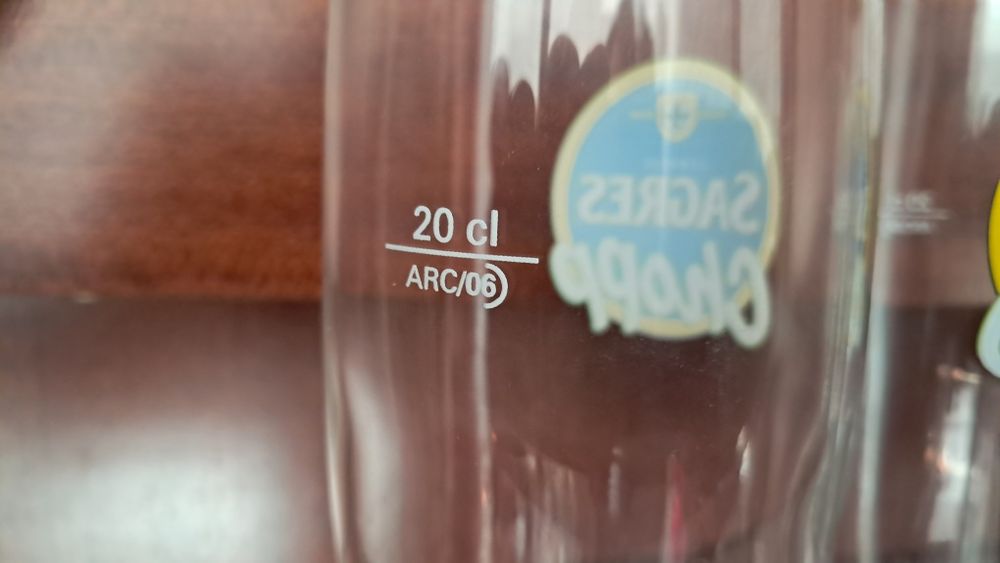 20 cl
ARC/06
SAGRES
Chopp